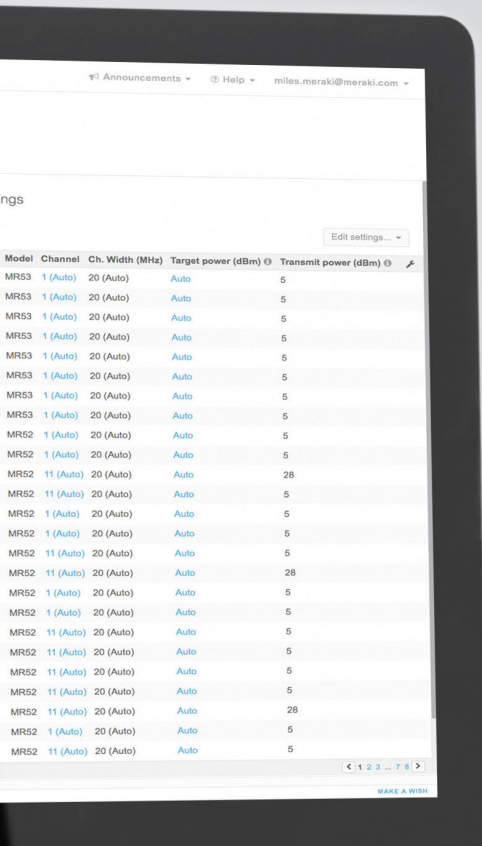 Announcements Help miles.meraki@meraki.com
ngs
Edit settings...
Model Channel Ch. Width (MHz) Target power (dBm) Transmit power (dBm)
MR53 1 (Auto) 20 (Auto) Auto 5
MR53 1 (Auto) 20 (Auto) Auto 5
MR53 1 (Auto) 20 (Auto) Auto 5
MR53 1 (Auto) 20 (Auto) Auto 5
MR53 1 (Auto) 20 (Auto) Auto 5
MR53 1 (Auto) 20 (Auto) Auto 5
MR53 1 (Auto) 20 (Auto) Auto 5
MR53 1 (Auto) 20 (Auto) Auto 5
MR52 1 (Auto) 20 (Auto) Auto 5
MR52 1 (Auto) 20 (Auto) Auto 5
MR52 11 (Auto) 20 (Auto) Auto 28
MR52 11 (Auto) 20 (Auto) Auto 5
MR52 1 (Auto) 20 (Auto) Auto 5
MR52 1 (Auto) 20 (Auto) Auto 5
MR52 11 (Auto) 20 (Auto) Auto 5
MR52 11 (Auto) 20 (Auto) Auto 28
MR52 1 (Auto) 20 (Auto) Auto 5
MR52 1 (Auto) 20 (Auto) Auto 5
MR52 11 (Auto) 20 (Auto) Auto 5
MR52 11 (Auto) 20 (Auto) Auto 5
MR52 11 (Auto) 20 (Auto) Auto 5
MR52 11 (Auto) 20 (Auto) Auto 5
MR52 11 (Auto) 20 (Auto) Auto 28
MR52 1 (Auto) 20 (Auto) Auto 5
MR52 11 (Auto) 20 (Auto) Auto 5
< 1 2 3 ... 7 8 >
MAKE A WISH